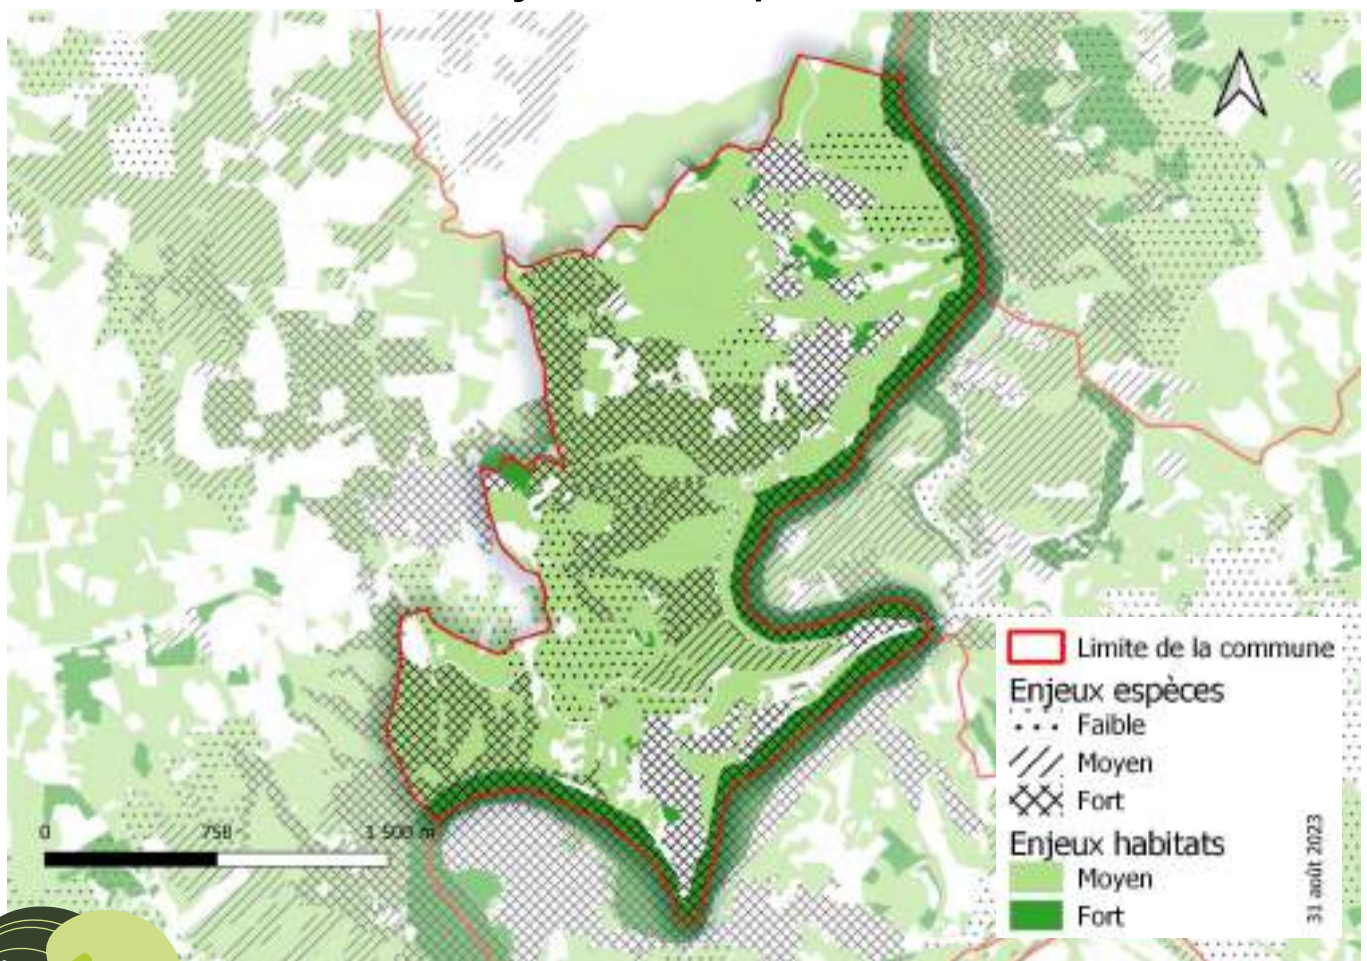 Limite de la commune
Enjeux espèces
Faible
Moyen
Fort
Enjeux habitats
Moyen
Fort
31 août 2023
0 750 1 500 m